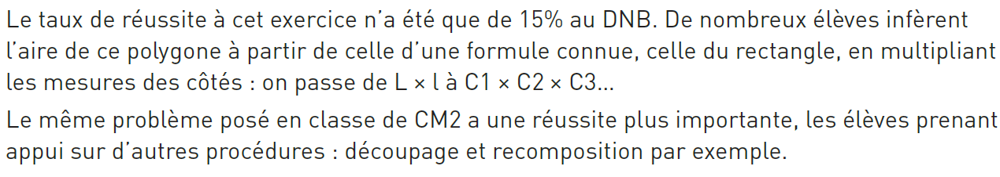 Le taux de réussite à cet exercice n’a été que de 15% au DNB. De nombreux élèves infèrent
l’aire de ce polygone à partir de celle d’une formule connue, celle du rectangle, en multipliant
les mesures des côtés : on passe de L × l à C1 × C2 × C3…
Le même problème posé en classe de CM2 a une réussite plus importante, les élèves prenant
appui sur d’autres procédures : découpage et recomposition par exemple.